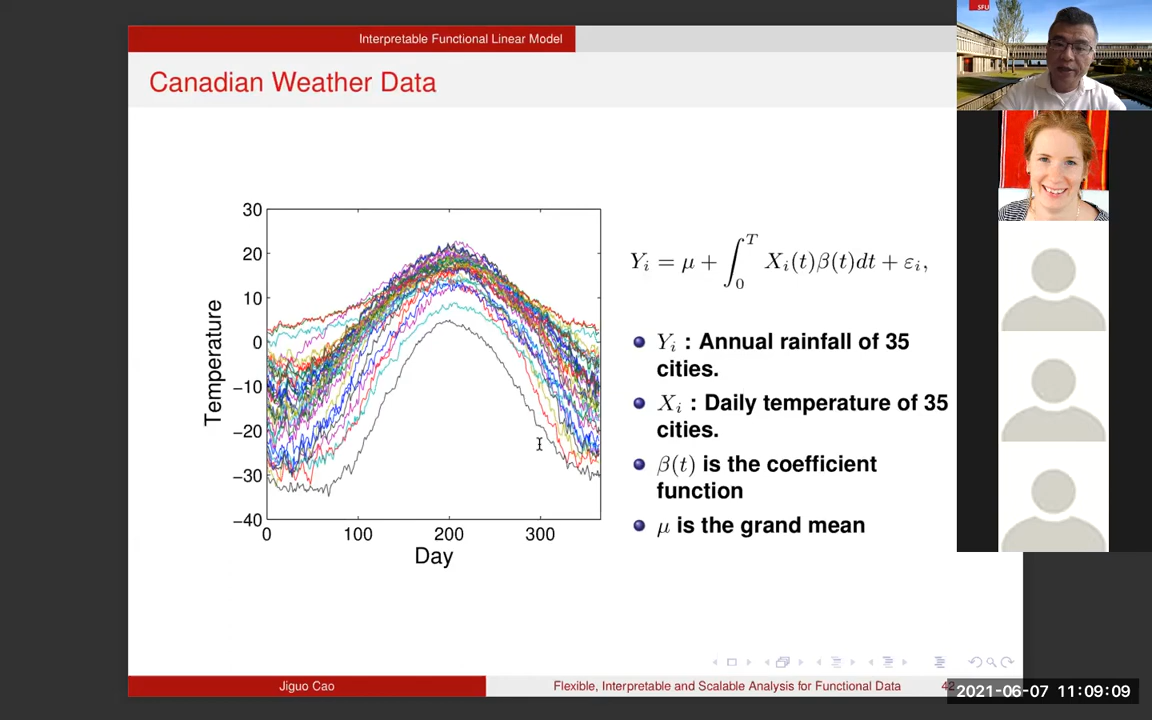 Interpretable Functional Linear Model
SFU
Canadian Weather Data
30
20
10
0
−10
−20
−30
−40
0 100 200 300
Temperature
Day
Y_i = μ + ∫_0^T X_i(t)β(t)dt + ε_i,
Y_i : Annual rainfall of 35
cities.
X_i : Daily temperature of 35
cities.
β(t) is the coefficient
function
μ is the grand mean
Jiguo Cao
Flexible, Interpretable and Scalable Analysis for Functional Data
42
2021-06-07 11:09:09